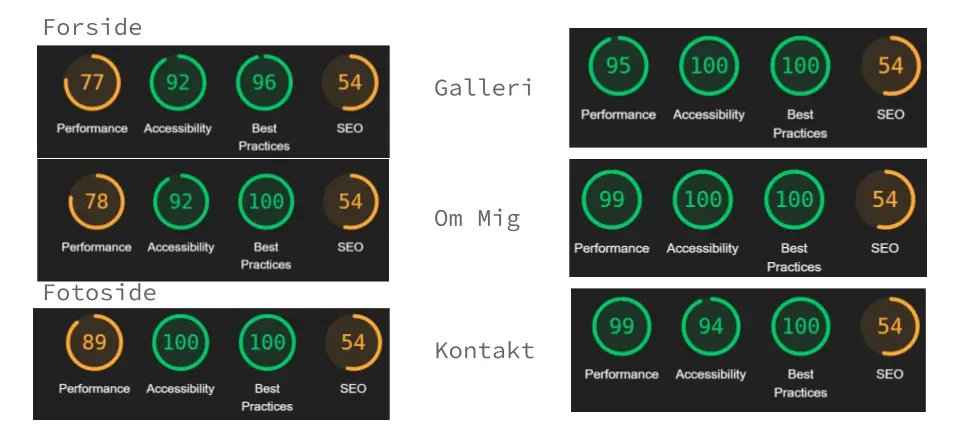 Forside
77 92 96 54
Performance Accessibility Best Practices SEO
78 92 100 54
Performance Accessibility Best Practices SEO
Fotoside
89 100 100 54
Performance Accessibility Best Practices SEO
Galleri
95 100 100 54
Performance Accessibility Best Practices SEO
Om Mig
99 100 100 54
Performance Accessibility Best Practices SEO
Kontakt
99 94 100 54
Performance Accessibility Best Practices SEO